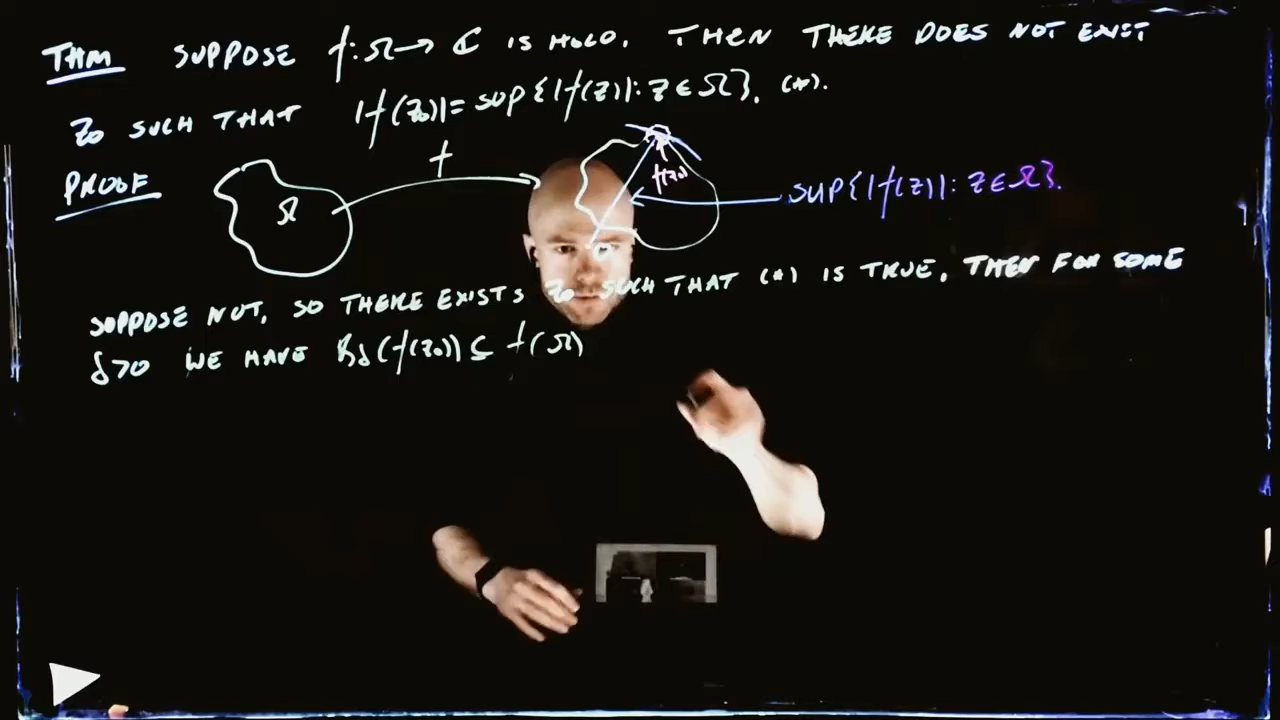 THM SUPPOSE f:Ω→ ℂ IS HOLO. THEN THERE DOES NOT EXIST
z₀ SUCH THAT |f(z₀)|= SUP{|f(z)|: z∈Ω}. (*).
PROOF
f
Ω
f(z₀)
SUP{|f(z)|: z∈Ω}.
SUPPOSE NOT, SO THERE EXISTS z₀ SUCH THAT (*) IS TRUE. THEN FOR SOME
δ>0 WE HAVE Bδ(f(z₀)) ⊆ f(Ω)